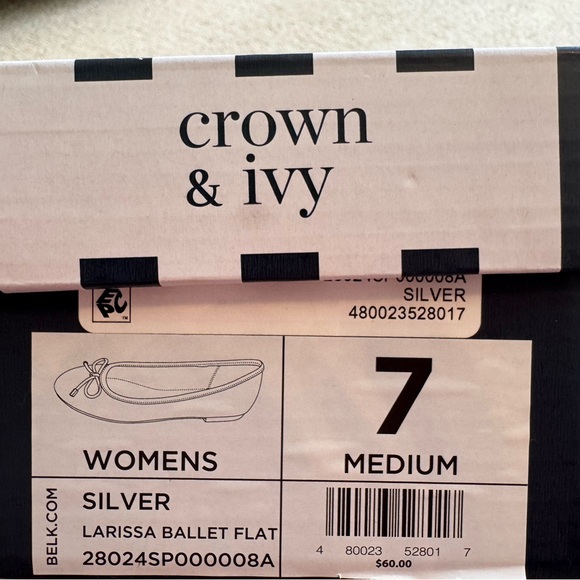 crown
& ivy
SILVER
480023528017
7
WOMENS
MEDIUM
BELK.COM
SILVER
LARISSA BALLET FLAT
28024SP000008A
4 80023 52801 7
$60.00